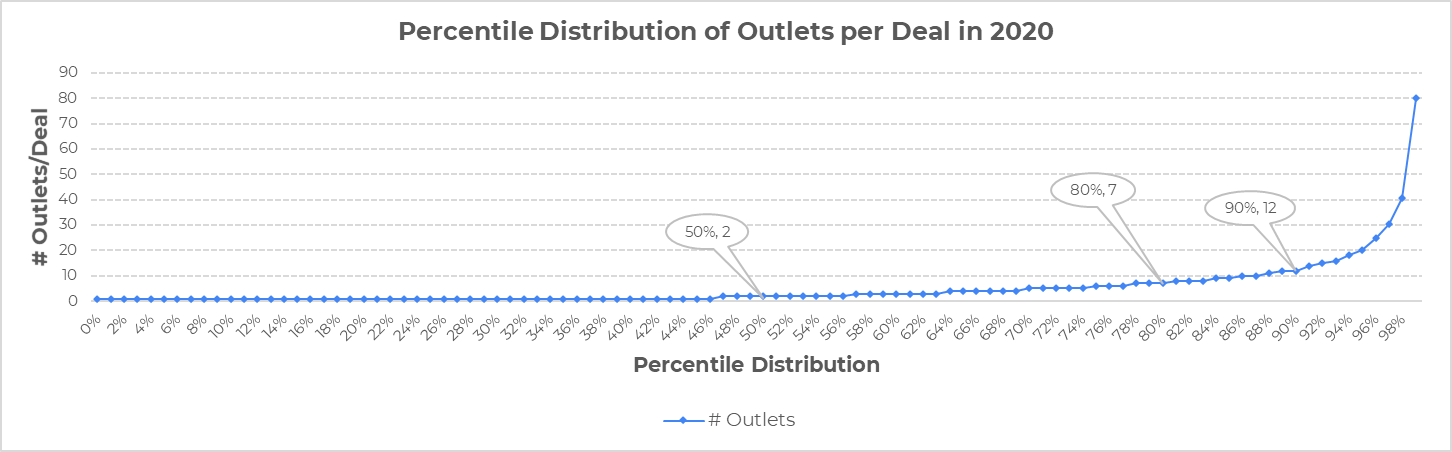 Percentile Distribution of Outlets per Deal in 2020
# Outlets/Deal
90
80
70
60
50
40
30
20
10
0
50%, 2
80%, 7
90%, 12
0% 2% 4% 6% 8% 10% 12% 14% 16% 18% 20% 22% 24% 26% 28% 30% 32% 34% 36% 38% 40% 42% 44% 46% 48% 50% 52% 54% 56% 58% 60% 62% 64% 66% 68% 70% 72% 74% 76% 78% 80% 82% 84% 86% 88% 90% 92% 94% 96% 98%
Percentile Distribution
# Outlets